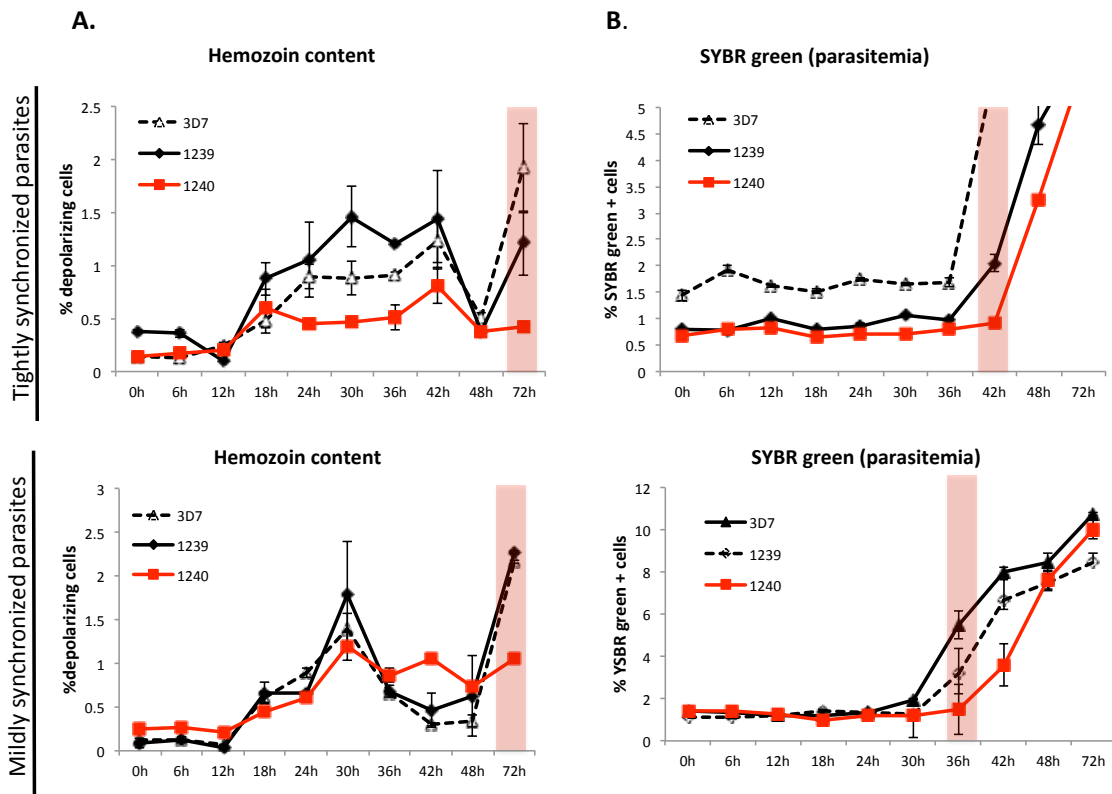 A.
B.
Hemozoin content
SYBR green (parasitemia)
Tightly synchronized parasites
% depolarizing cells
2.5
2
1.5
1
0.5
0
3D7
1239
1240
0h 6h 12h 18h 24h 30h 36h 42h 48h 72h
% SYBR green + cells
5
4.5
4
3.5
3
2.5
2
1.5
1
0.5
0
3D7
1239
1240
0h 6h 12h 18h 24h 30h 36h 42h 48h 72h
Mildly synchronized parasites
Hemozoin content
SYBR green (parasitemia)
%depolarizing cells
3
2.5
2
1.5
1
0.5
0
3D7
1239
1240
0h 6h 12h 18h 24h 30h 36h 42h 48h 72h
% YSBR green + cells
12
10
8
6
4
2
0
3D7
1239
1240
0h 6h 12h 18h 24h 30h 36h 42h 48h 72h